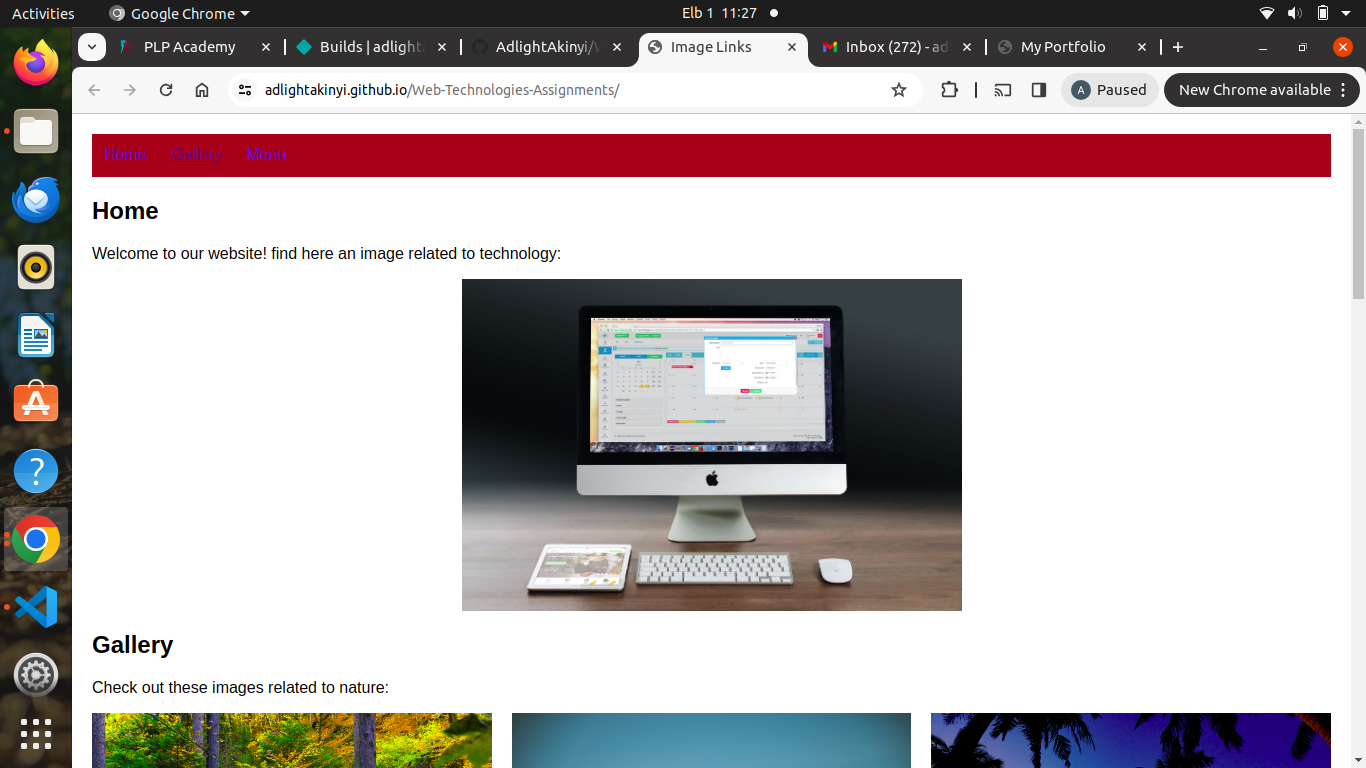 Activities
Google Chrome
Elb 1 11:27
PLP Academy
Builds | adlight
AdlightAkinyi/
Image Links
Inbox (272) - ad
My Portfolio
adlightakinyi.github.io/Web-Technologies-Assignments/
A
Paused
New Chrome available
Home
Gallery
Menu
Home
Welcome to our website! find here an image related to technology:
Gallery
Check out these images related to nature: